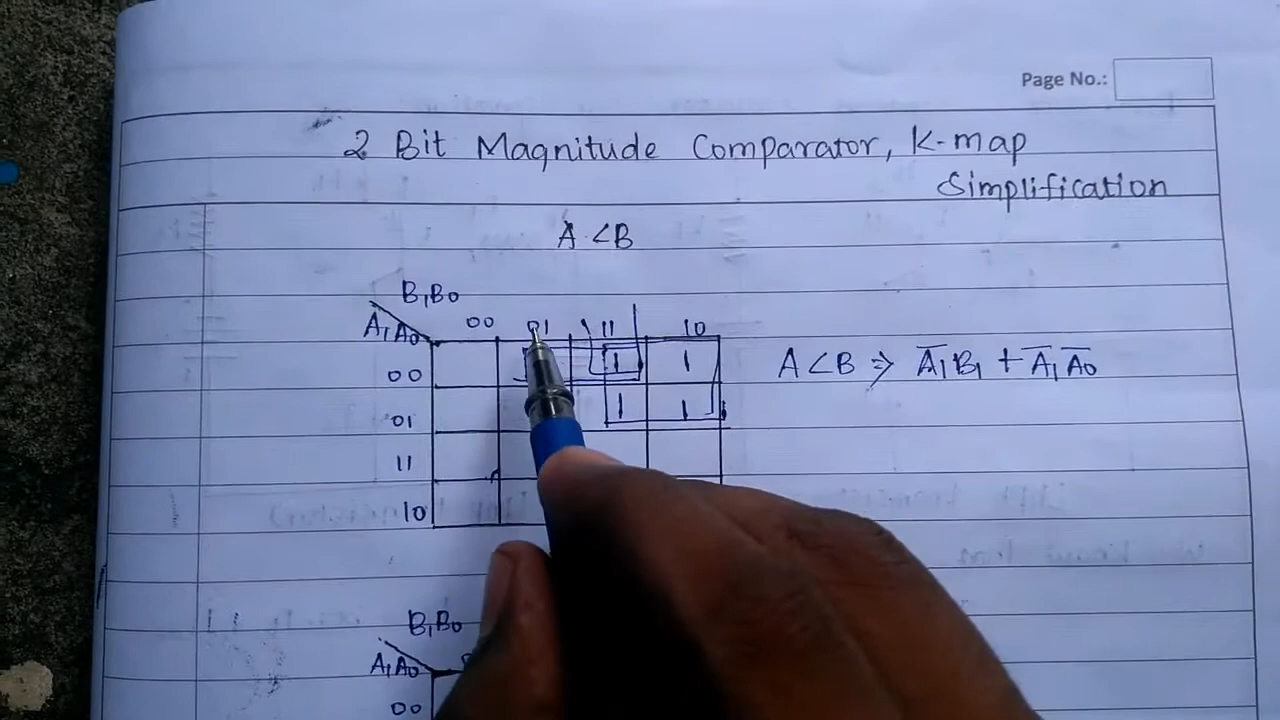 Page No.:
2 Bit Magnitude Comparator, K-map
Simplification
A < B
B₁B₀
A₁A₀ 00 01 11 10
00 1 1 A<B ⇒ A̅₁B₁ + A̅₁A̅₀
01 1 1
11
10
B₁B₀
A₁A₀
00